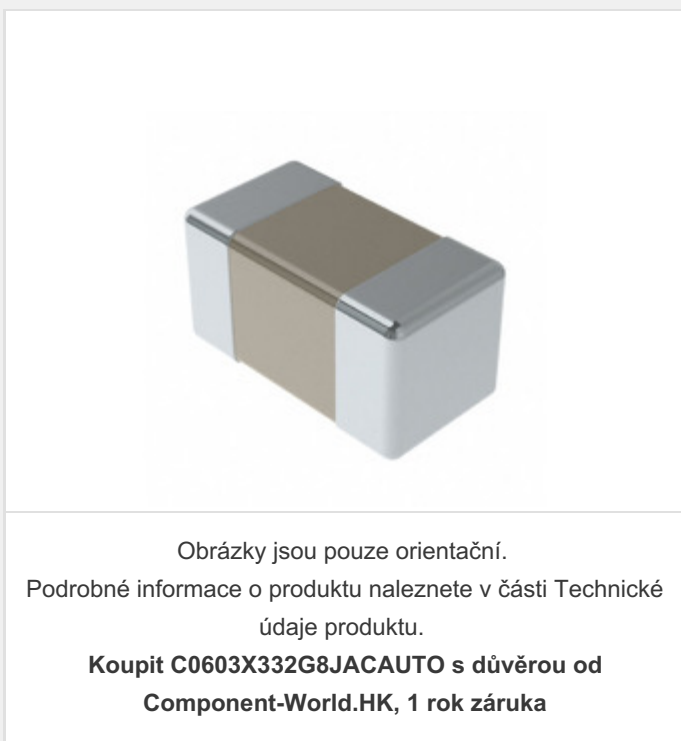 Obrázky jsou pouze orientační.
Podrobné informace o produktu naleznete v části Technické
údaje produktu.
Koupit C0603X332G8JACAUTO s důvěrou od
Component-World.HK, 1 rok záruka